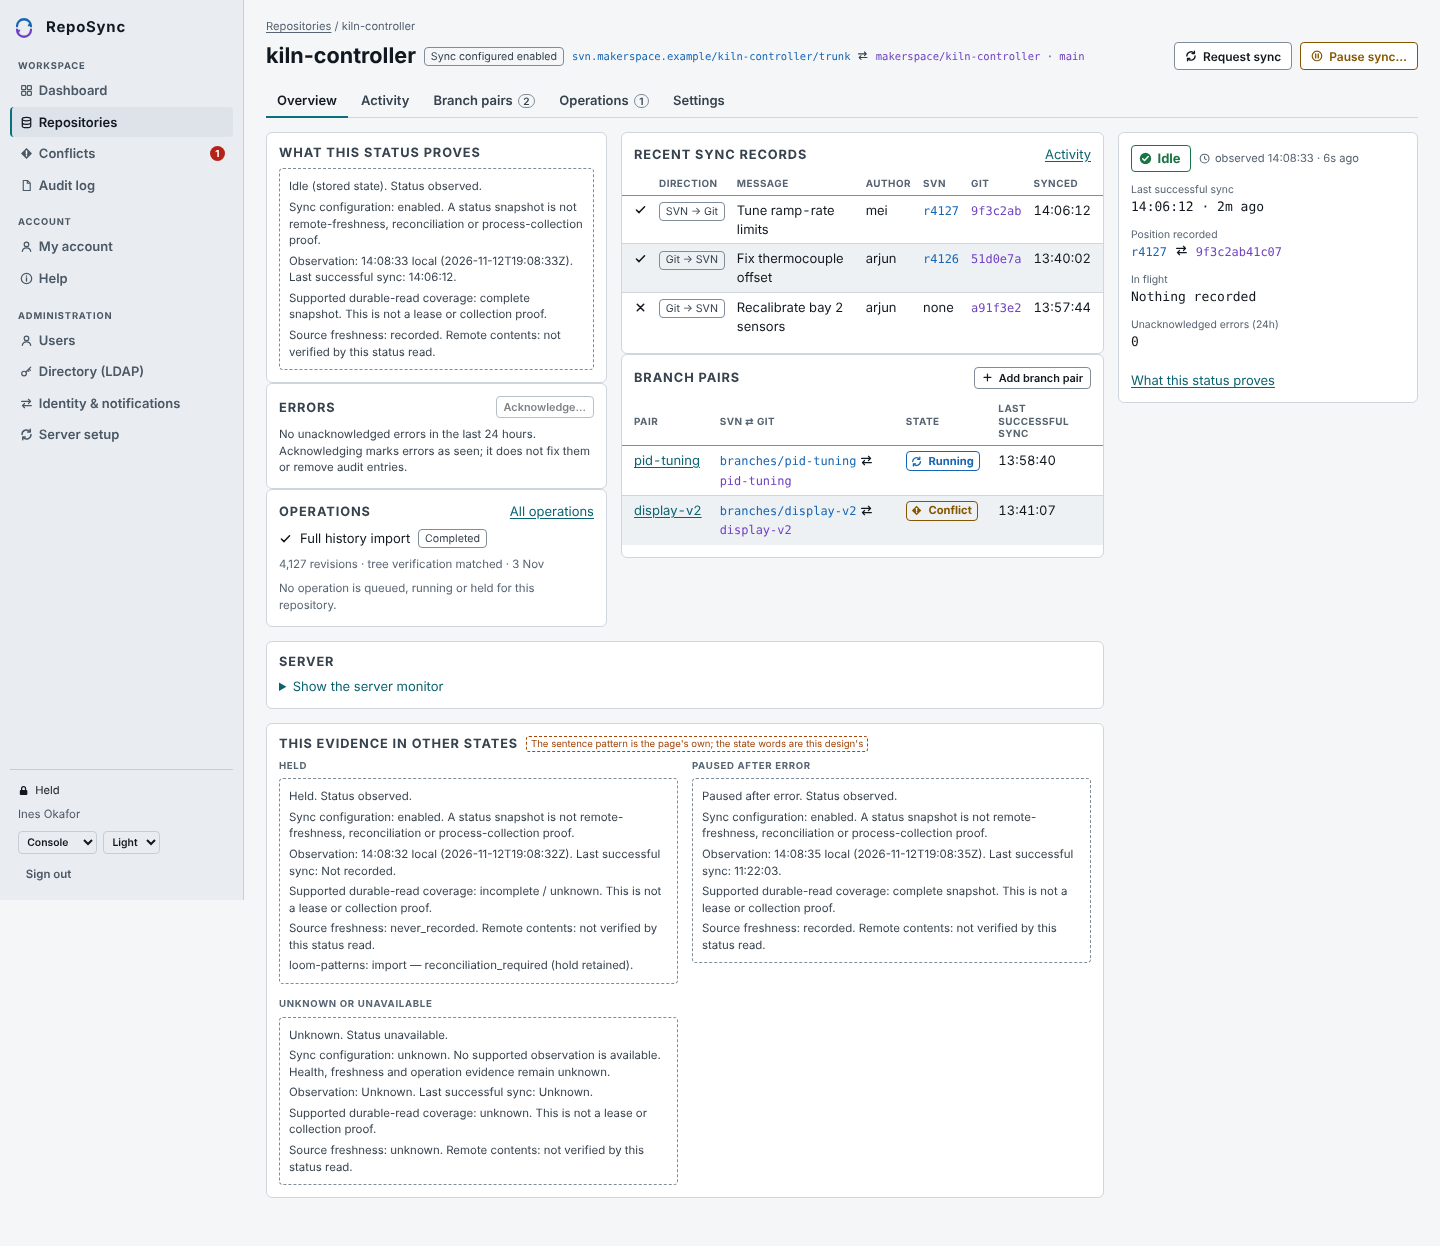 RepoSync
WORKSPACE
Dashboard
Repositories
Conflicts 1
Audit log
ACCOUNT
My account
Help
ADMINISTRATION
Users
Directory (LDAP)
Identity & notifications
Server setup
Held
Ines Okafor
Console Light
Sign out
Repositories / kiln-controller
kiln-controller Sync configured enabled svn.makerspace.example/kiln-controller/trunk ⇄ makerspace/kiln-controller · main
Request sync Pause sync...
Overview Activity Branch pairs 2 Operations 1 Settings
WHAT THIS STATUS PROVES
Idle (stored state). Status observed.
Sync configuration: enabled. A status snapshot is not
remote-freshness, reconciliation or process-collection
proof.
Observation: 14:08:33 local (2026-11-12T19:08:33Z).
Last successful sync: 14:06:12.
Supported durable-read coverage: complete
snapshot. This is not a lease or collection proof.
Source freshness: recorded. Remote contents: not
verified by this status read.
ERRORS Acknowledge...
No unacknowledged errors in the last 24 hours.
Acknowledging marks errors as seen; it does not fix them
or remove audit entries.
OPERATIONS All operations
✓ Full history import Completed
4,127 revisions · tree verification matched · 3 Nov
No operation is queued, running or held for this
repository.
RECENT SYNC RECORDS Activity
DIRECTION MESSAGE AUTHOR SVN GIT SYNCED
✓ SVN → Git Tune ramp-rate mei r4127 9f3c2ab 14:06:12
limits
✓ Git → SVN Fix thermocouple arjun r4126 51d0e7a 13:40:02
offset
✕ Git → SVN Recalibrate bay 2 arjun none a91f3e2 13:57:44
sensors
BRANCH PAIRS + Add branch pair
LAST
PAIR SVN ⇄ GIT STATE SUCCESSFUL
SYNC
pid-tuning branches/pid-tuning ⇄ Running 13:58:40
pid-tuning
display-v2 branches/display-v2 ⇄ Conflict 13:41:07
display-v2
Idle observed 14:08:33 · 6s ago
Last successful sync
14:06:12 · 2m ago
Position recorded
r4127 ⇄ 9f3c2ab41c07
In flight
Nothing recorded
Unacknowledged errors (24h)
0
What this status proves
SERVER
▶ Show the server monitor
THIS EVIDENCE IN OTHER STATES The sentence pattern is the page's own; the state words are this design's
HELD
Held. Status observed.
Sync configuration: enabled. A status snapshot is not remote-
freshness, reconciliation or process-collection proof.
Observation: 14:08:32 local (2026-11-12T19:08:32Z). Last successful
sync: Not recorded.
Supported durable-read coverage: incomplete / unknown. This is not
a lease or collection proof.
Source freshness: never_recorded. Remote contents: not verified by
this status read.
loom-patterns: import — reconciliation_required (hold retained).
PAUSED AFTER ERROR
Paused after error. Status observed.
Sync configuration: enabled. A status snapshot is not remote-
freshness, reconciliation or process-collection proof.
Observation: 14:08:35 local (2026-11-12T19:08:35Z). Last successful
sync: 11:22:03.
Supported durable-read coverage: complete snapshot. This is not a
lease or collection proof.
Source freshness: recorded. Remote contents: not verified by this
status read.
UNKNOWN OR UNAVAILABLE
Unknown. Status unavailable.
Sync configuration: unknown. No supported observation is available.
Health, freshness and operation evidence remain unknown.
Observation: Unknown. Last successful sync: Unknown.
Supported durable-read coverage: unknown. This is not a lease or
collection proof.
Source freshness: unknown. Remote contents: not verified by this
status read.